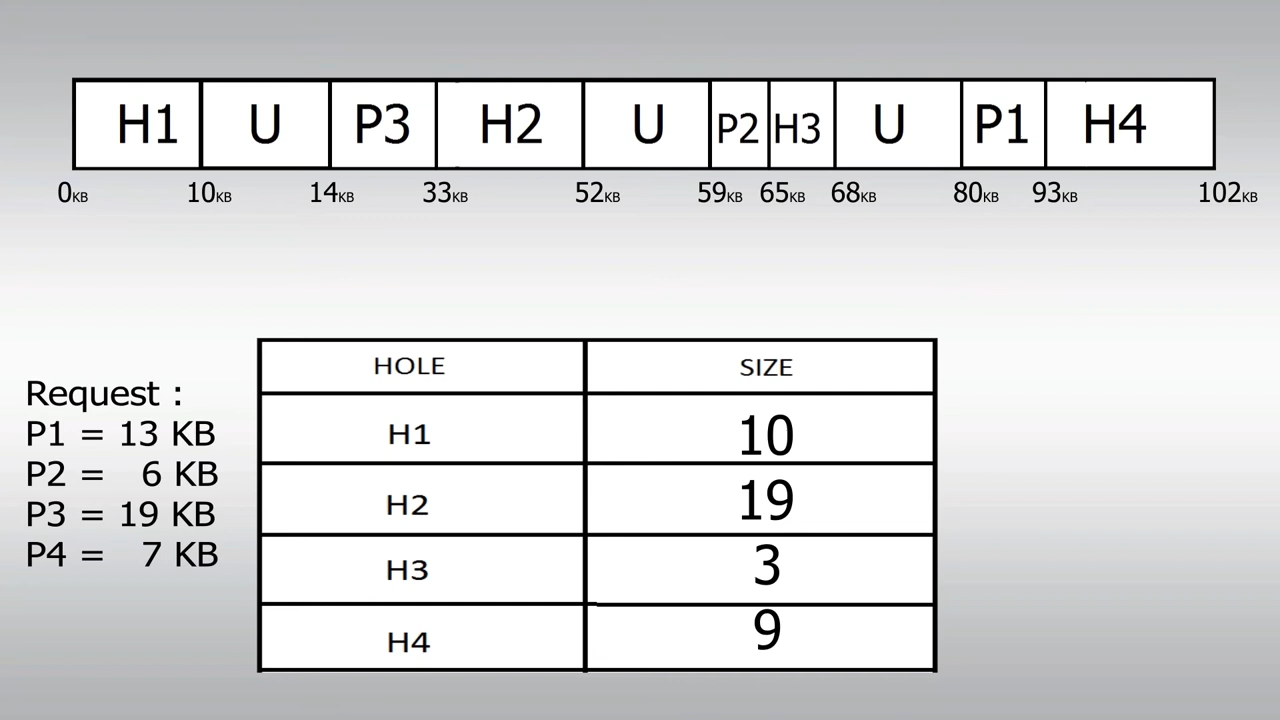 H1 U P3 H2 U P2 H3 U P1 H4
0KB 10KB 14KB 33KB 52KB 59KB 65KB 68KB 80KB 93KB 102KB
Request :
P1 = 13 KB
P2 = 6 KB
P3 = 19 KB
P4 = 7 KB
HOLE SIZE
H1 10
H2 19
H3 3
H4 9